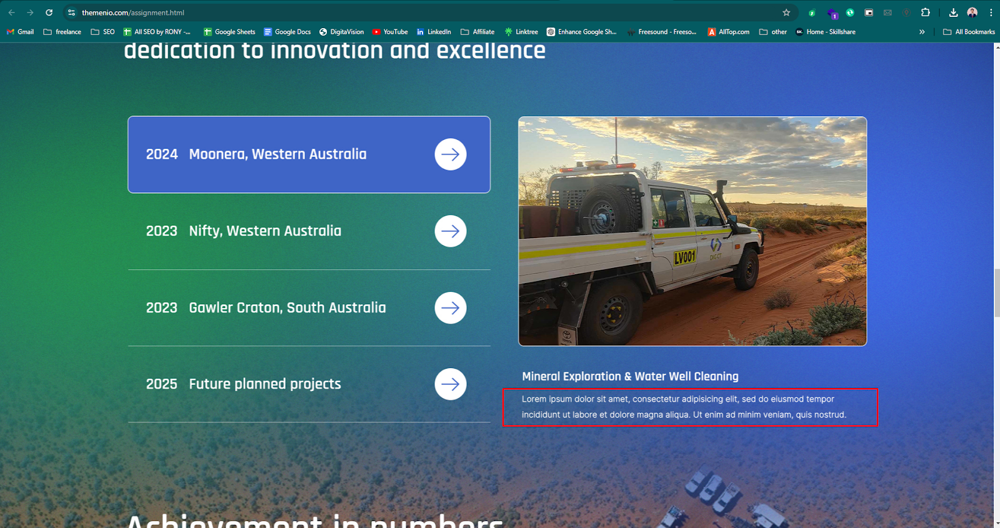 themenio.com/assignment.html
Gmail
freelance
SEO
All SEO by RONY -...
Google Sheets
Google Docs
DigitaVision
YouTube
LinkedIn
Affiliate
Linktree
Enhance Google Sh...
Freesound - Freeso...
AllTop.com
other
Home - Skillshare
All Bookmarks
dedication to innovation and excellence
2024 Moonera, Western Australia
2023 Nifty, Western Australia
2023 Gawler Craton, South Australia
2025 Future planned projects
LV001
DIG CT
TOYOTA
Mineral Exploration & Water Well Cleaning
Lorem ipsum dolor sit amet, consectetur adipisicing elit, sed do eiusmod tempor
incididunt ut labore et dolore magna aliqua. Ut enim ad minim veniam, quis nostrud.
Achievement in numbers